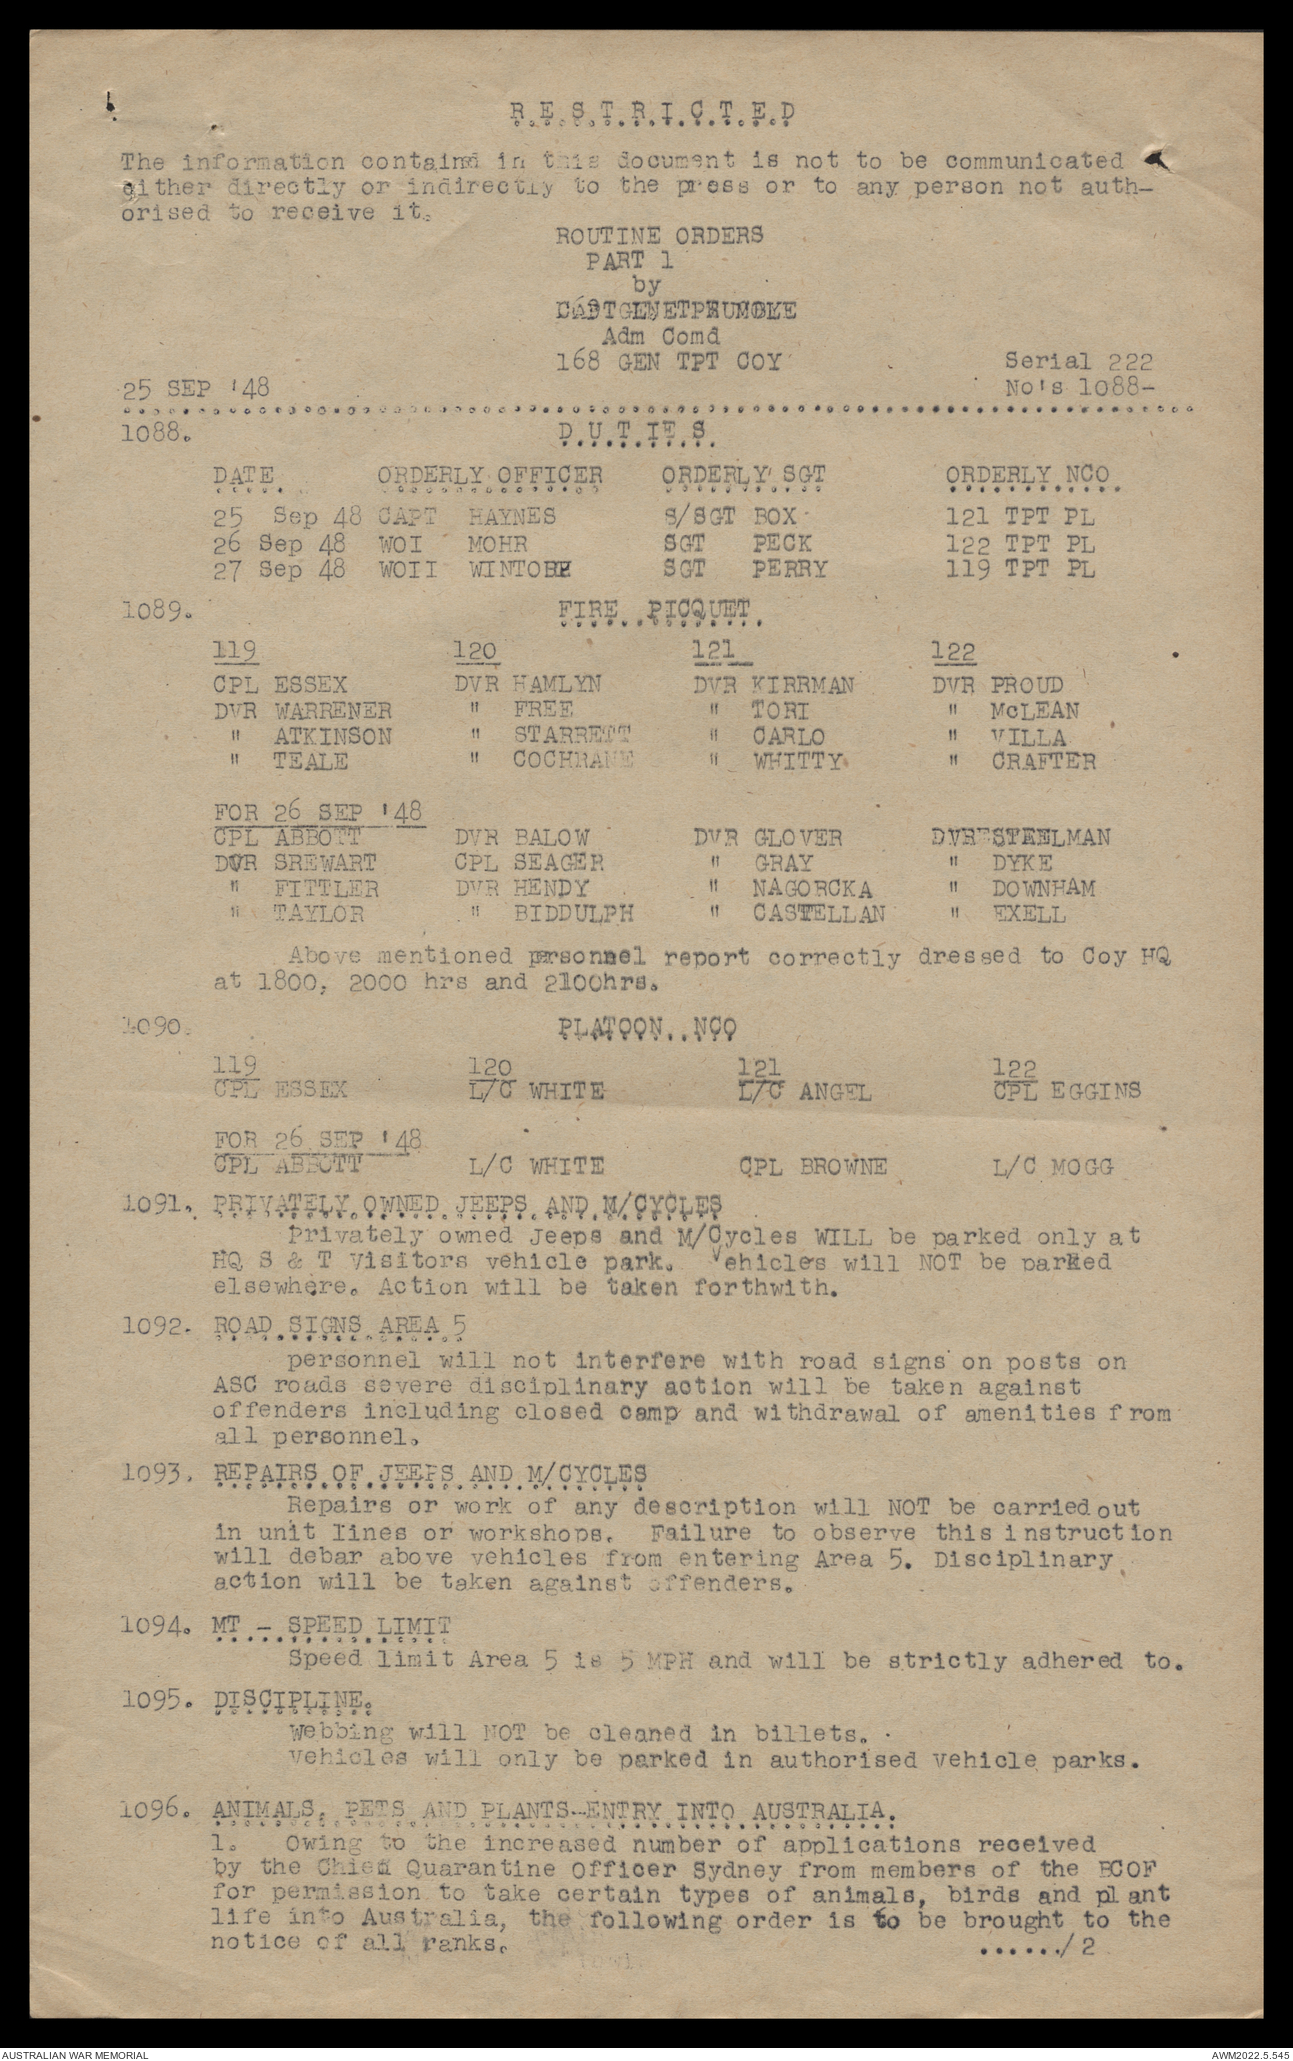 R.E.S.T.R.I.C.T.E.D
The information contained in this document is not to be communicated
either directly or indirectly to the press or to any person not auth-
orised to receive it.
ROUTINE ORDERS
PART 1
by
Adm Comd
168 GEN TPT COY Serial 222
25 SEP '48 No's 1088-
1088. D.U.T.IE.S.
DATE. ORDERLY OFFICER ORDERLY SGT ORDERLY NCO
25 Sep 48 CAPT HAYNES S/SGT BOX 121 TPT PL
26 Sep 48 WOI MOHR SGT PECK 122 TPT PL
27 Sep 48 WOII SGT PERRY 119 TPT PL
1089. FIRE PICQUET
119 120 121 122
CPL ESSEX DVR HAMLYN DVR KIRRMAN DVR PROUD
DVR WARRENER " FREE " TORI " McLEAN
" ATKINSON " STARRETT " CARLO " VILLA
" TEALE " COCHRANE " WHITTY " CRAFTER
FOR 26 SEP '48
CPL ABBOTT DVR BALOW DVR GLOVER DVR STEELMAN
DVR SREWART CPL SEAGER " GRAY " DYKE
" FITTLER DVR HENDY " NAGORCKA " DOWNHAM
" TAYLOR " BIDDULPH " CASTELLAN " EXELL
Above mentioned personnel report correctly dressed to Coy HQ
at 1800, 2000 hrs and 2100hrs.
1090. PLATOON NCO
119 120 121 122
CPL ESSEX L/C WHITE L/C ANGEL CPL EGGINS
FOR 26 SEP '48
CPL ABBOTT L/C WHITE CPL BROWNE L/C MOGG
1091. PRIVATELY OWNED JEEPS AND M/CYCLES
Privately owned Jeeps and M/Cycles WILL be parked only at
HQ S & T Visitors vehicle park. Vehicles will NOT be parked
elsewhere. Action will be taken forthwith.
1092. ROAD SIGNS AREA 5
personnel will not interfere with road signs on posts on
ASC roads severe disciplinary action will be taken against
offenders including closed camp and withdrawal of amenities from
all personnel.
1093. REPAIRS OF JEEPS AND M/CYCLES
Repairs or work of any description will NOT be carried out
in unit lines or workshops. Failure to observe this instruction
will debar above vehicles from entering Area 5. Disciplinary
action will be taken against offenders.
1094. MT - SPEED LIMIT
Speed limit Area 5 is 5 MPH and will be strictly adhered to.
1095. DISCIPLINE.
Webbing will NOT be cleaned in billets.
Vehicles will only be parked in authorised vehicle parks.
1096. ANIMALS, PETS AND PLANTS--ENTRY INTO AUSTRALIA.
1. Owing to the increased number of applications received
by the Chief Quarantine Officer Sydney from members of the BCOF
for permission to take certain types of animals, birds and plant
life into Australia, the following order is to be brought to the
notice of all ranks.
....../2
AUSTRALIAN WAR MEMORIAL AWM2022.5.545